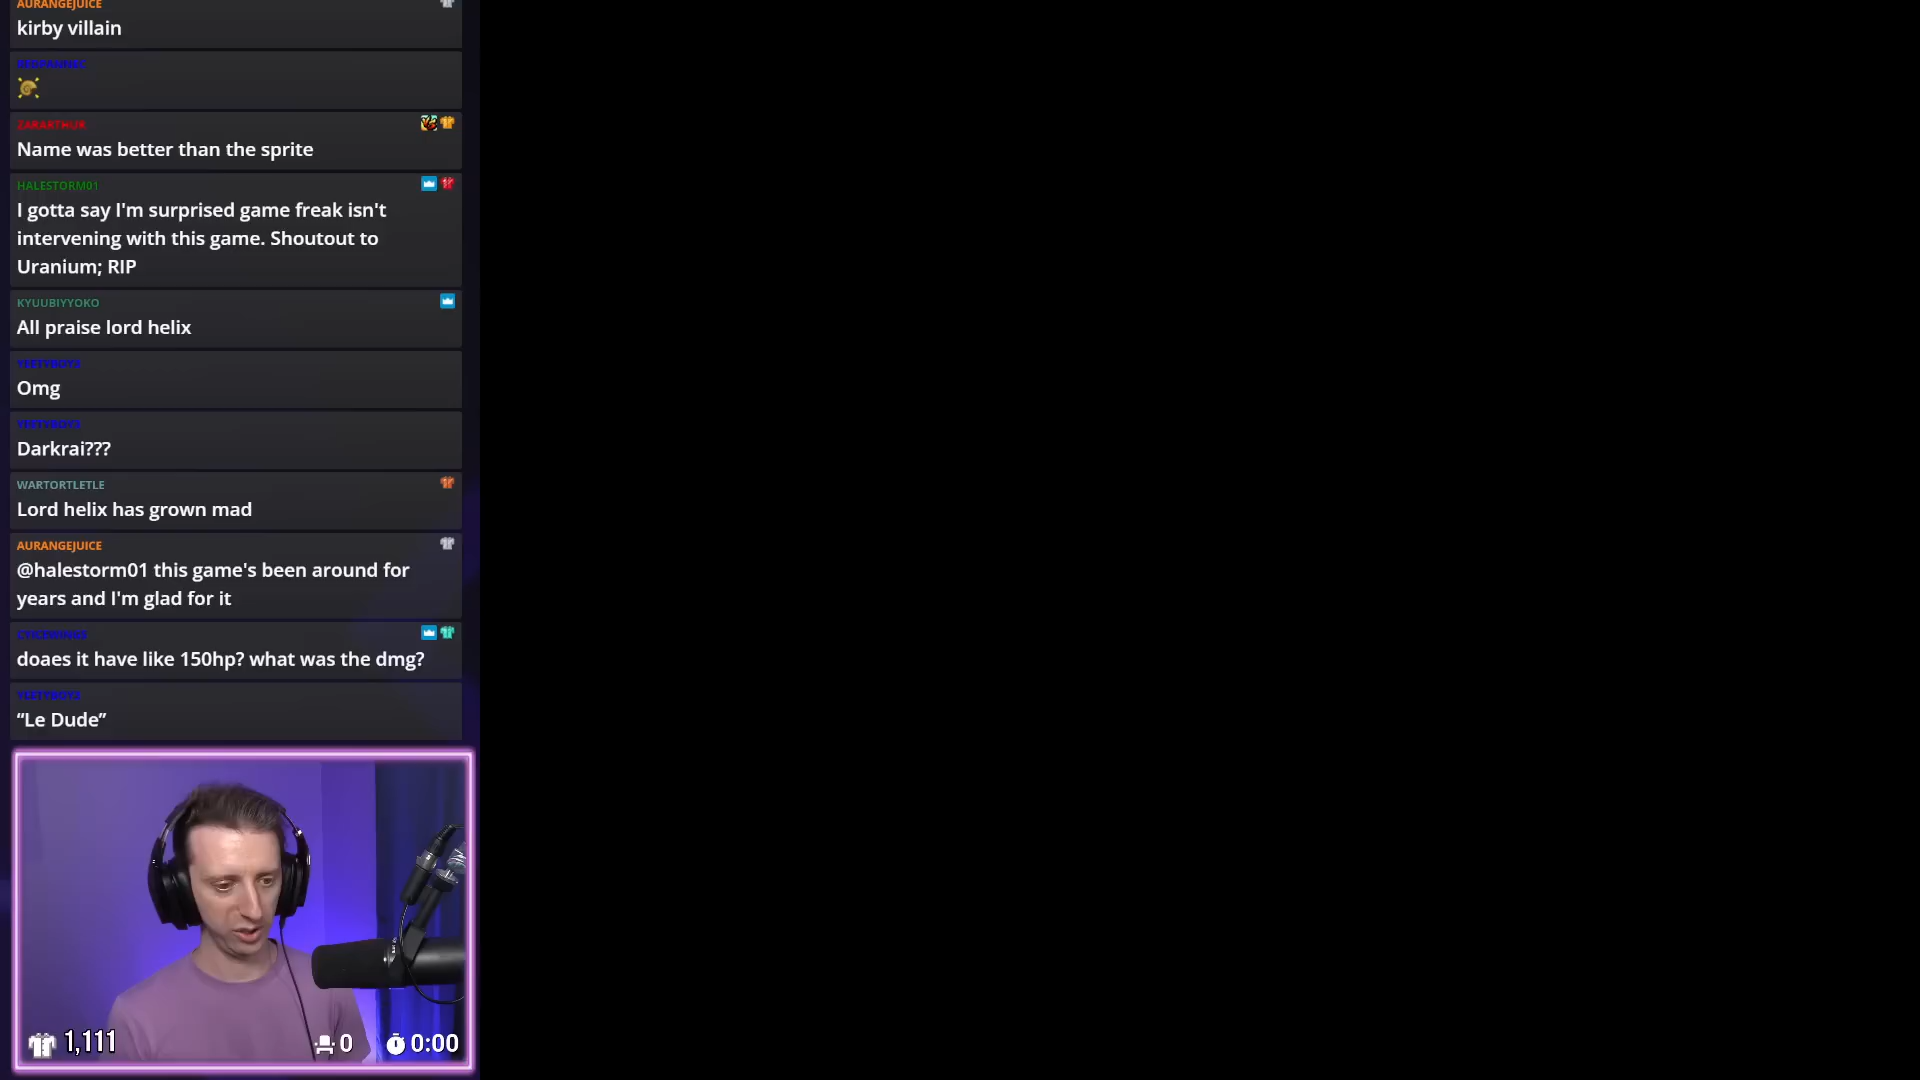 AURANGEJUICE
kirby villain
ZARARTHUR
Name was better than the sprite
HALESTORM01
I gotta say I'm surprised game freak isn't
intervening with this game. Shoutout to
Uranium; RIP
KYUUBIYYOKO
All praise lord helix
Omg
Darkrai???
WARTORTLETLE
Lord helix has grown mad
AURANGEJUICE
@halestorm01 this game's been around for
years and I'm glad for it
doaes it have like 150hp? what was the dmg?
“Le Dude”
1,111
0
0:00